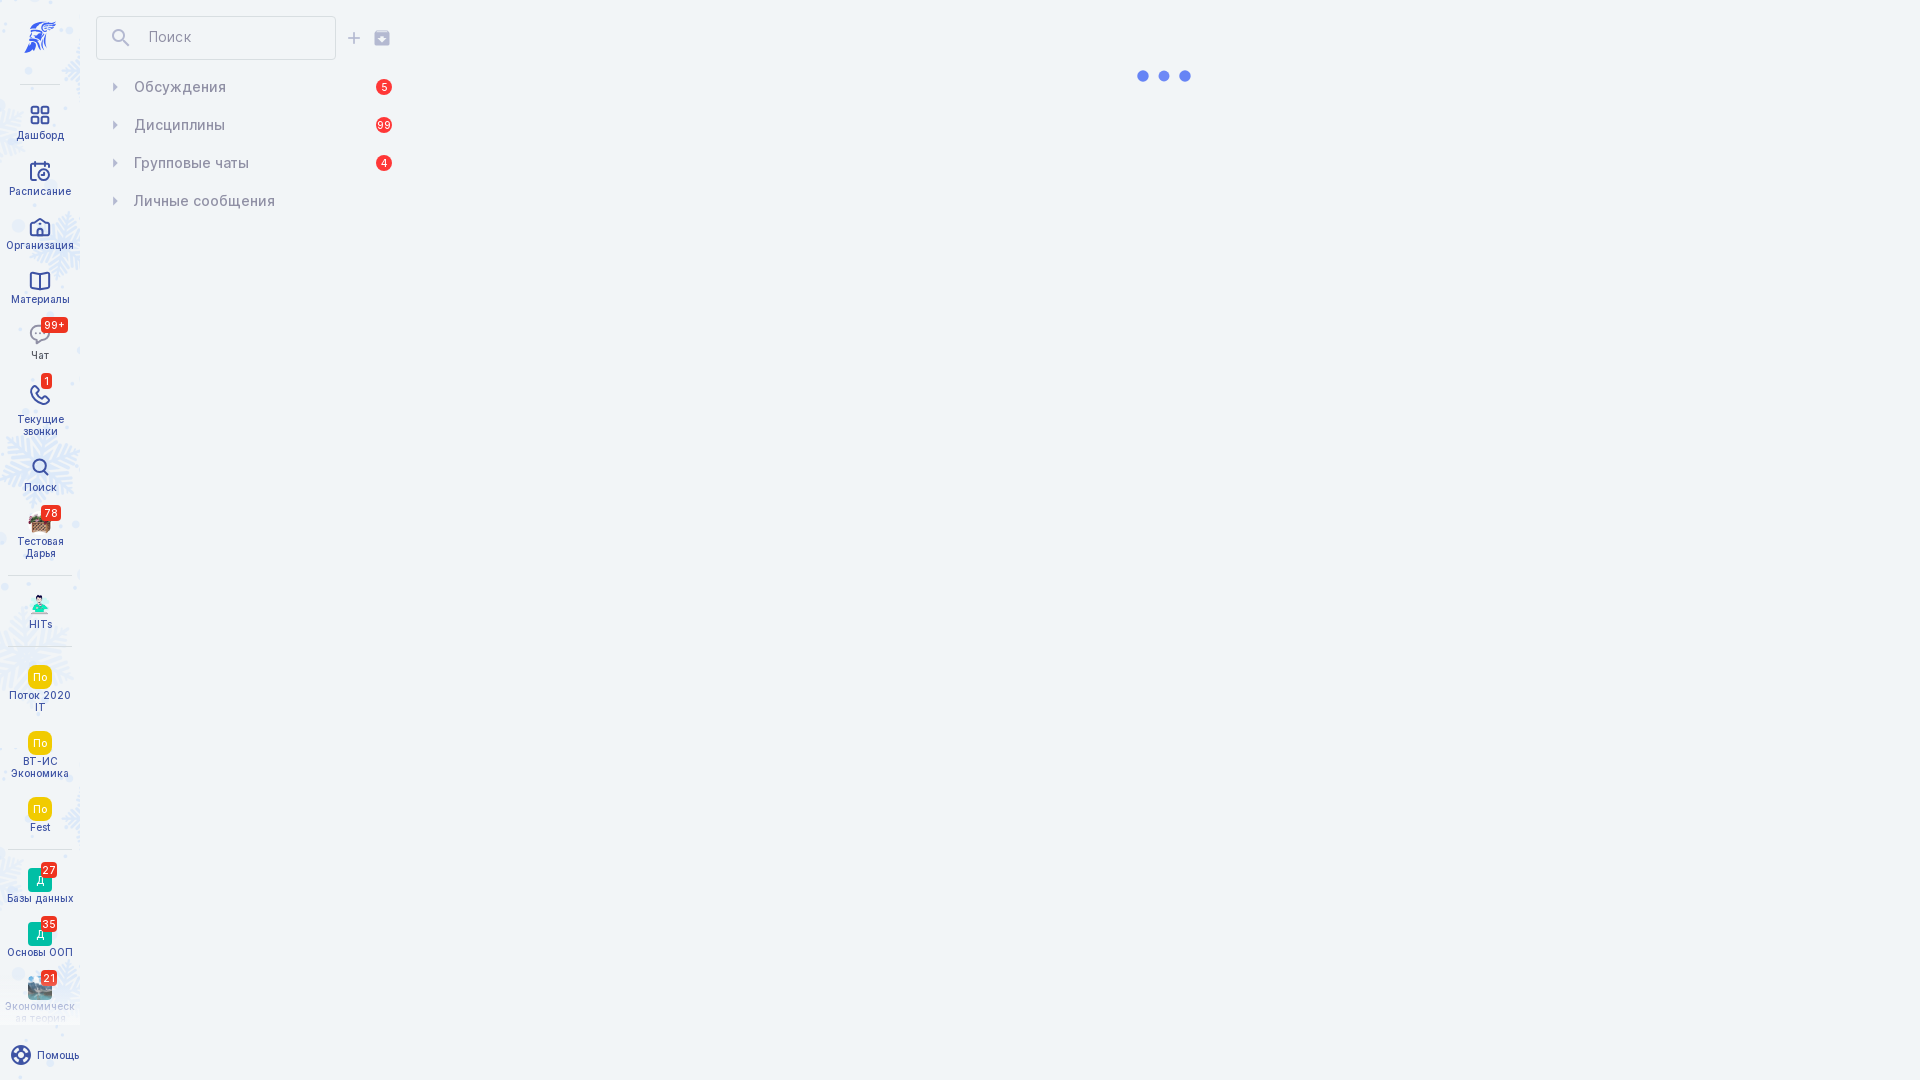 Дашборд
Расписание
Организация
Материалы
99+
Чат
1
Текущие
звонки
Поиск
78
Тестовая
Дарья
HITs
По
Поток 2020
IT
По
ВТ-ИС
Экономика
По
Fest
27
Д
Базы данных
35
Д
Основы ООП
21
Экономическ
ая теория
Помощь
Поиск
Обсуждения 5
Дисциплины 99
Групповые чаты 4
Личные сообщения